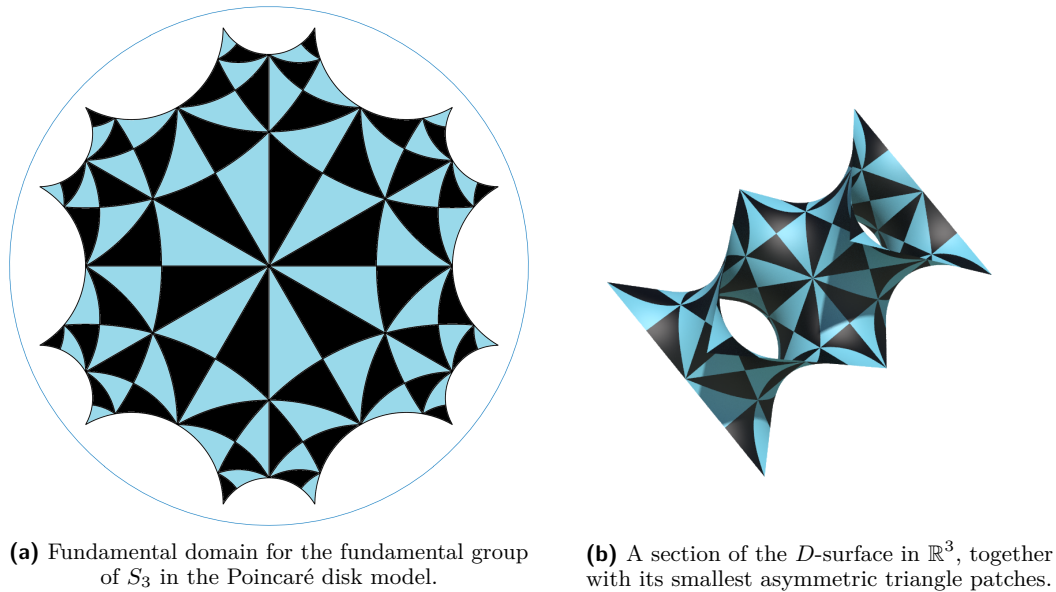 (a) Fundamental domain for the fundamental group
of S₃ in the Poincaré disk model.
(b) A section of the D-surface in ℝ³, together
with its smallest asymmetric triangle patches.